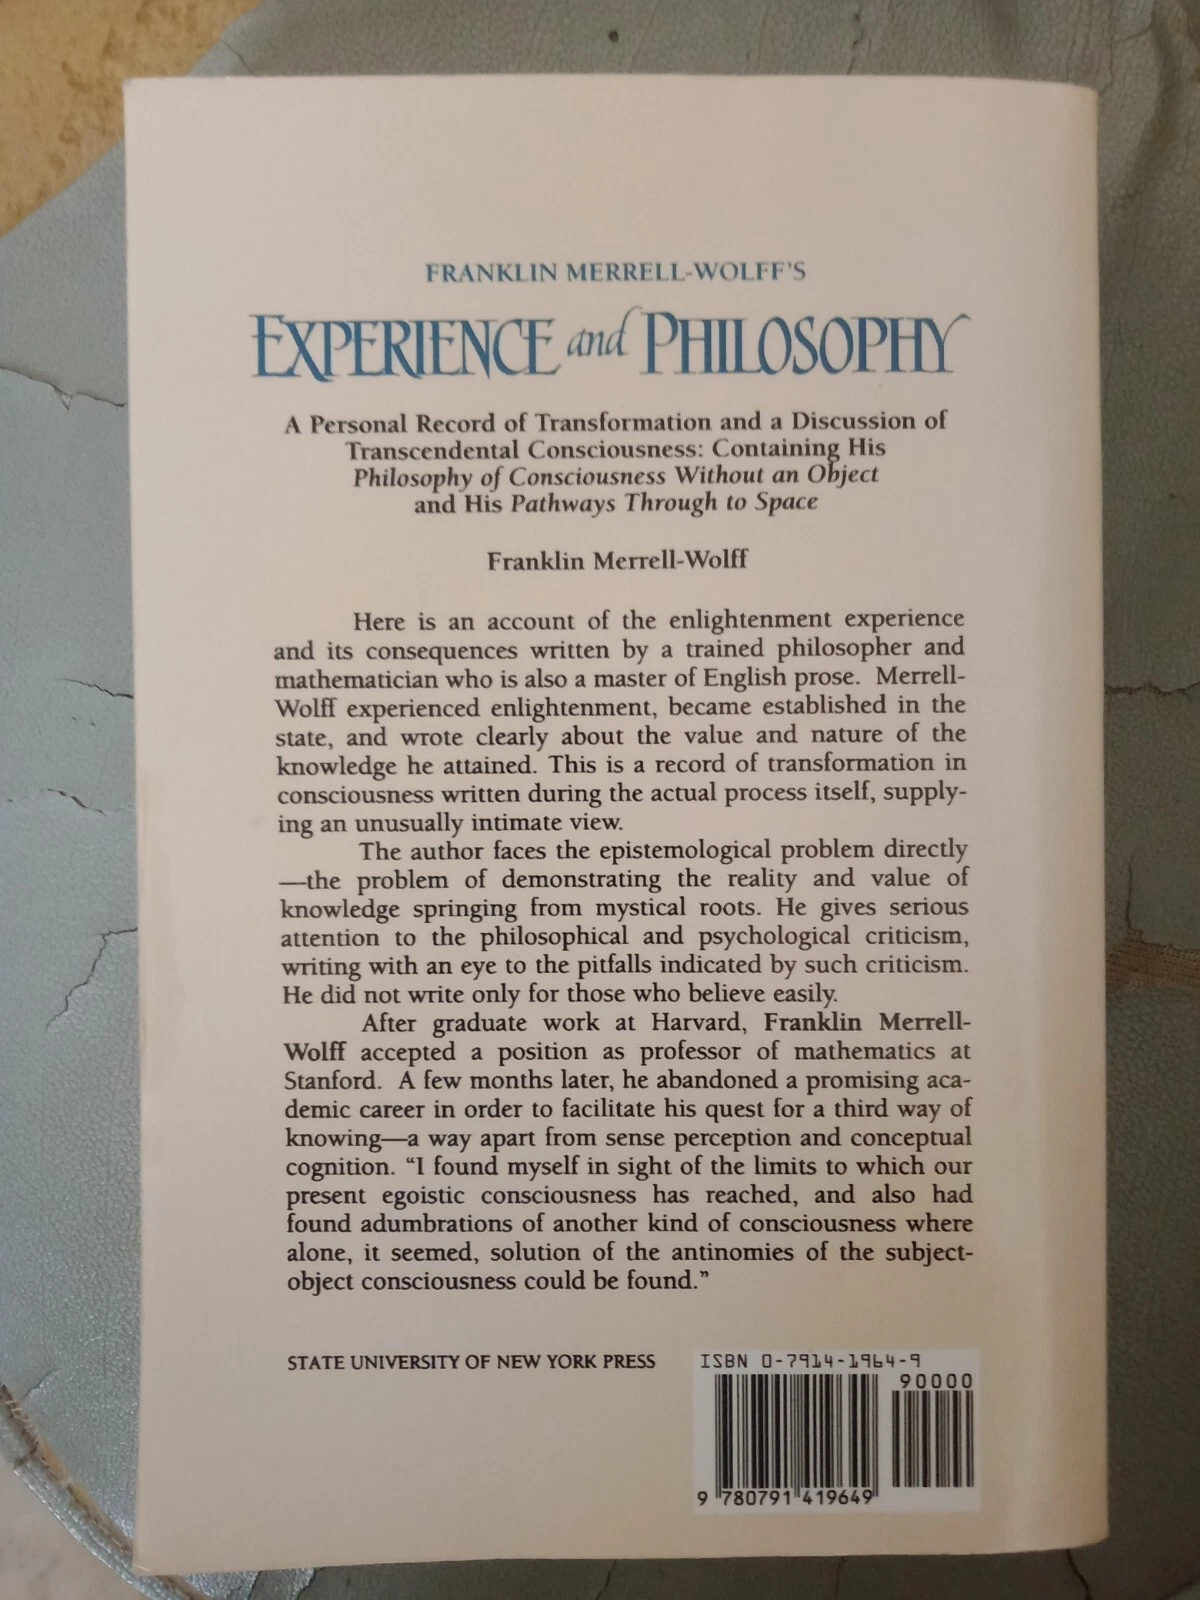 FRANKLIN MERRELL-WOLFF'S
EXPERIENCE and PHILOSOPHY
A Personal Record of Transformation and a Discussion of
Transcendental Consciousness: Containing His
Philosophy of Consciousness Without an Object
and His Pathways Through to Space
Franklin Merrell-Wolff
Here is an account of the enlightenment experience
and its consequences written by a trained philosopher and
mathematician who is also a master of English prose. Merrell-
Wolff experienced enlightenment, became established in the
state, and wrote clearly about the value and nature of the
knowledge he attained. This is a record of transformation in
consciousness written during the actual process itself, supply-
ing an unusually intimate view.
The author faces the epistemological problem directly
—the problem of demonstrating the reality and value of
knowledge springing from mystical roots. He gives serious
attention to the philosophical and psychological criticism,
writing with an eye to the pitfalls indicated by such criticism.
He did not write only for those who believe easily.
After graduate work at Harvard, Franklin Merrell-
Wolff accepted a position as professor of mathematics at
Stanford. A few months later, he abandoned a promising aca-
demic career in order to facilitate his quest for a third way of
knowing—a way apart from sense perception and conceptual
cognition. “I found myself in sight of the limits to which our
present egoistic consciousness has reached, and also had
found adumbrations of another kind of consciousness where
alone, it seemed, solution of the antinomies of the subject-
object consciousness could be found.”
STATE UNIVERSITY OF NEW YORK PRESS
ISBN 0-7914-1964-9
90000
9 780791 419649